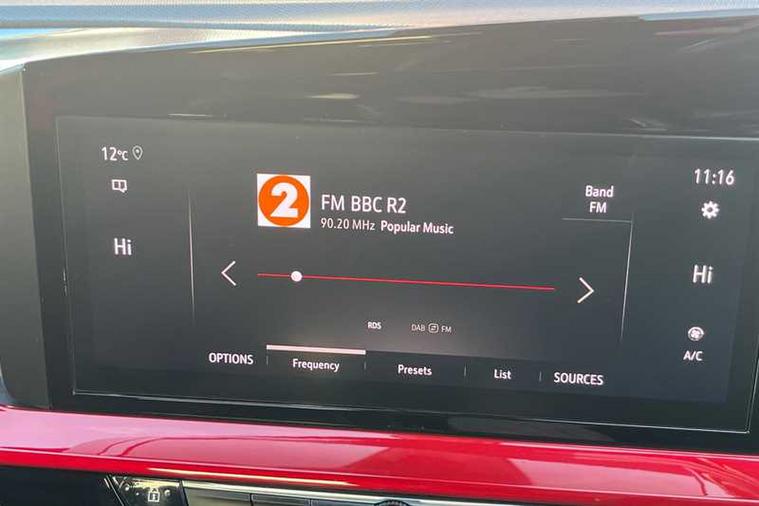 12°C
11:16
2
FM BBC R2
90.20 MHz Popular Music
Band
FM
Hi
Hi
RDS
DAB FM
A/C
OPTIONS
Frequency
Presets
List
SOURCES